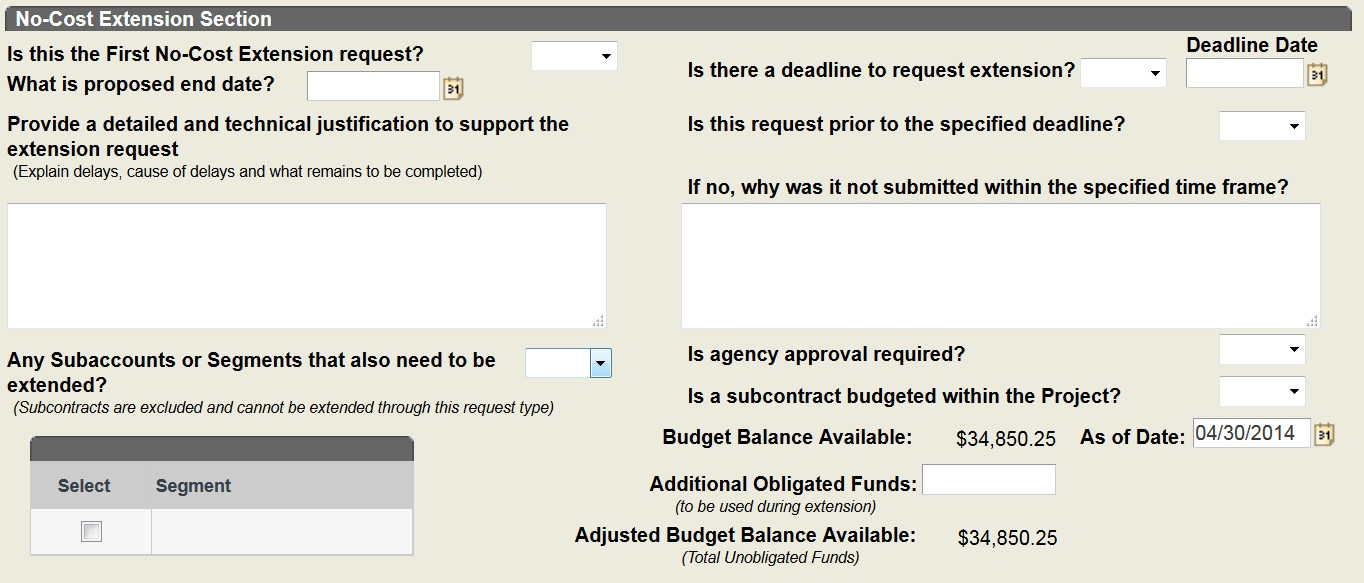 No-Cost Extension Section
Is this the First No-Cost Extension request?
What is proposed end date?
31
Provide a detailed and technical justification to support the
extension request
(Explain delays, cause of delays and what remains to be completed)
Any Subaccounts or Segments that also need to be
extended?
(Subcontracts are excluded and cannot be extended through this request type)
Select Segment
Deadline Date
Is there a deadline to request extension?
31
Is this request prior to the specified deadline?
If no, why was it not submitted within the specified time frame?
Is agency approval required?
Is a subcontract budgeted within the Project?
Budget Balance Available: $34,850.25 As of Date: 04/30/2014 31
Additional Obligated Funds:
(to be used during extension)
Adjusted Budget Balance Available: $34,850.25
(Total Unobligated Funds)